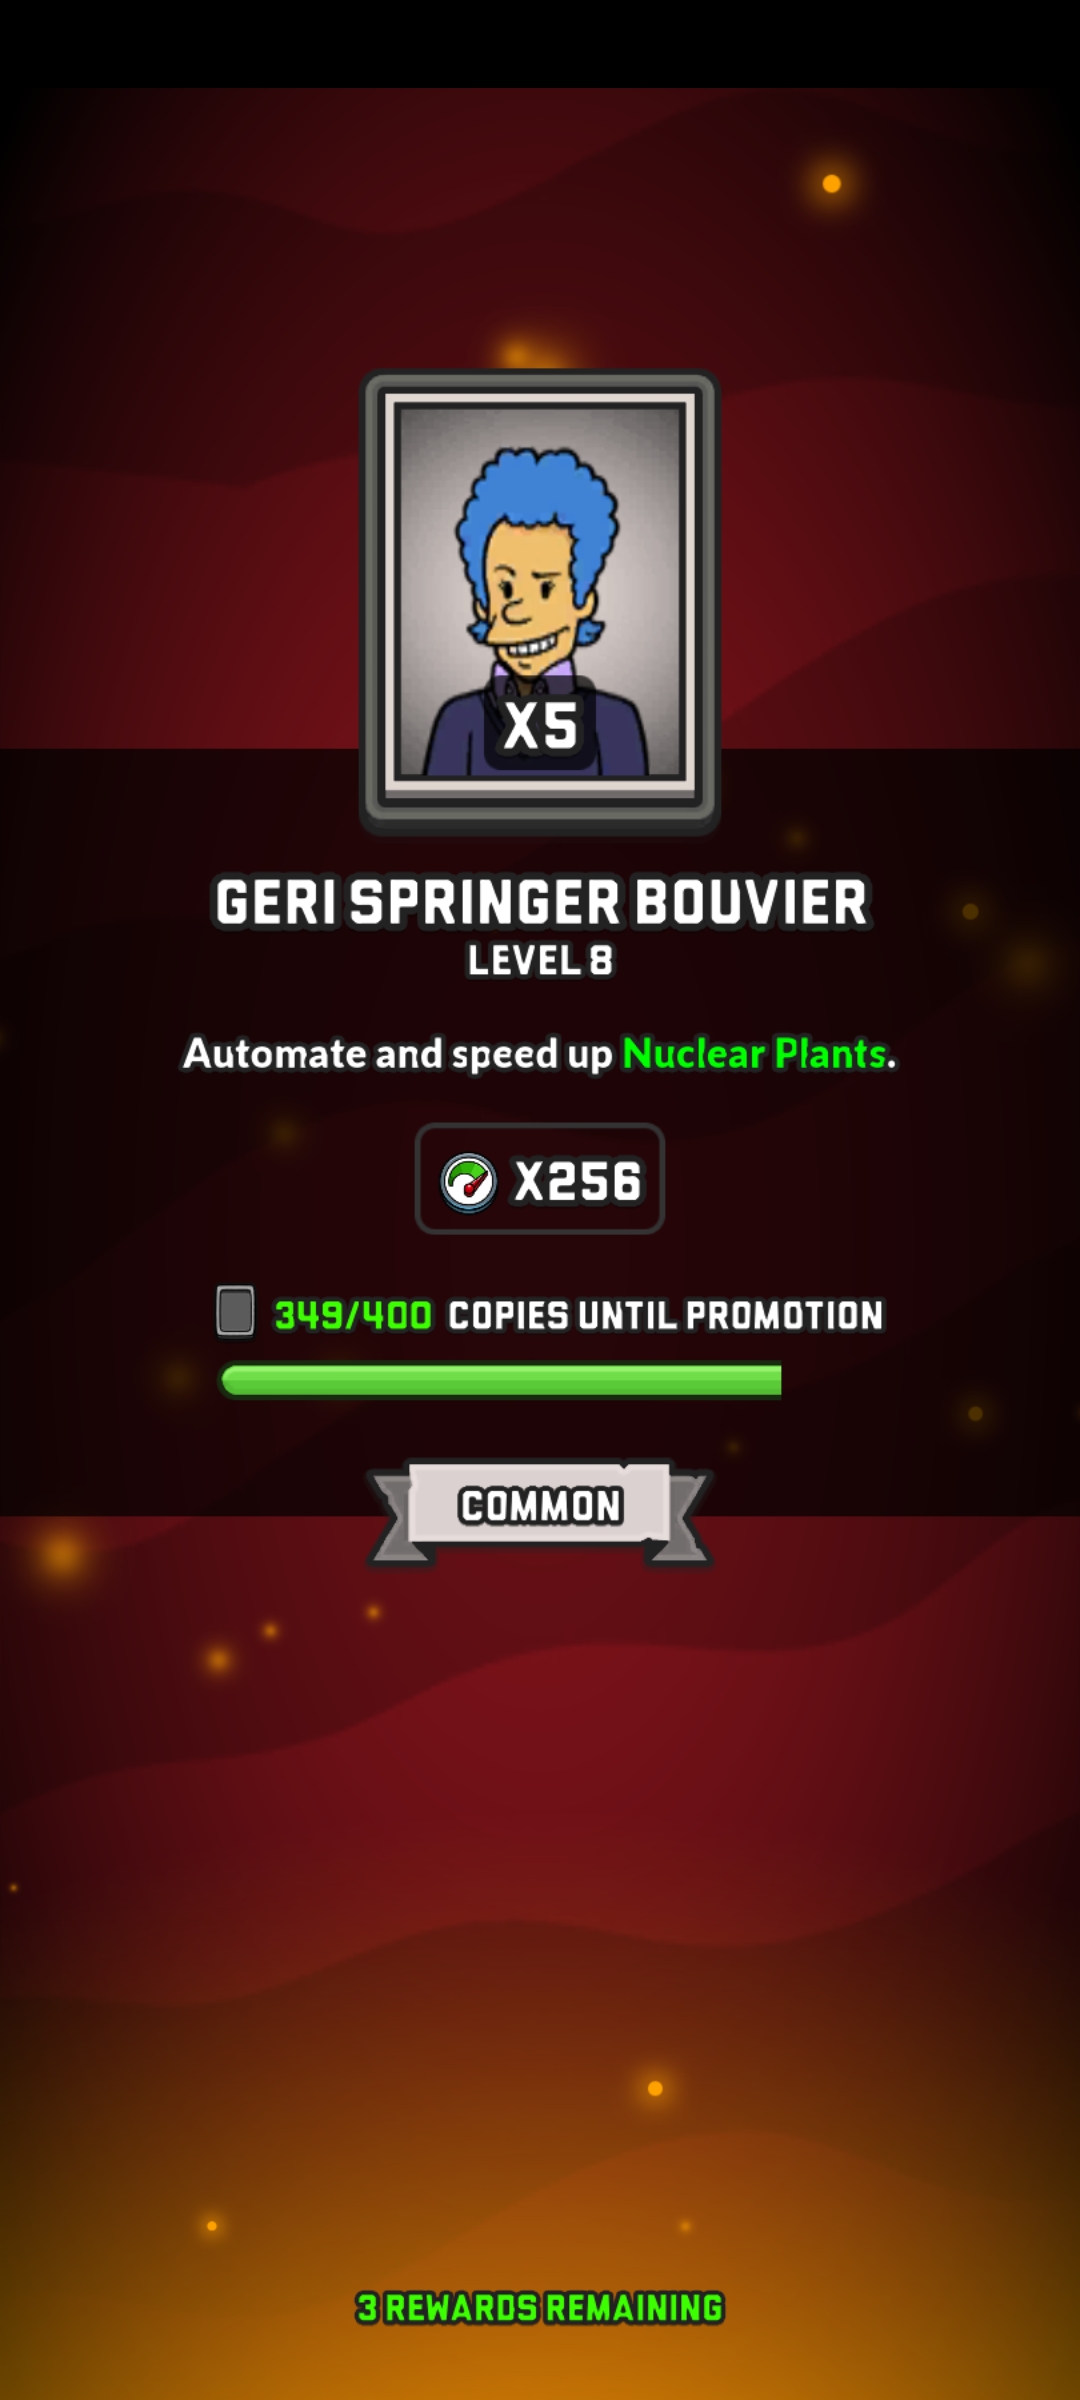 X5
GERI SPRINGER BOUVIER
LEVEL 8
Automate and speed up Nuclear Plants.
X256
349/400 COPIES UNTIL PROMOTION
COMMON
3 REWARDS REMAINING